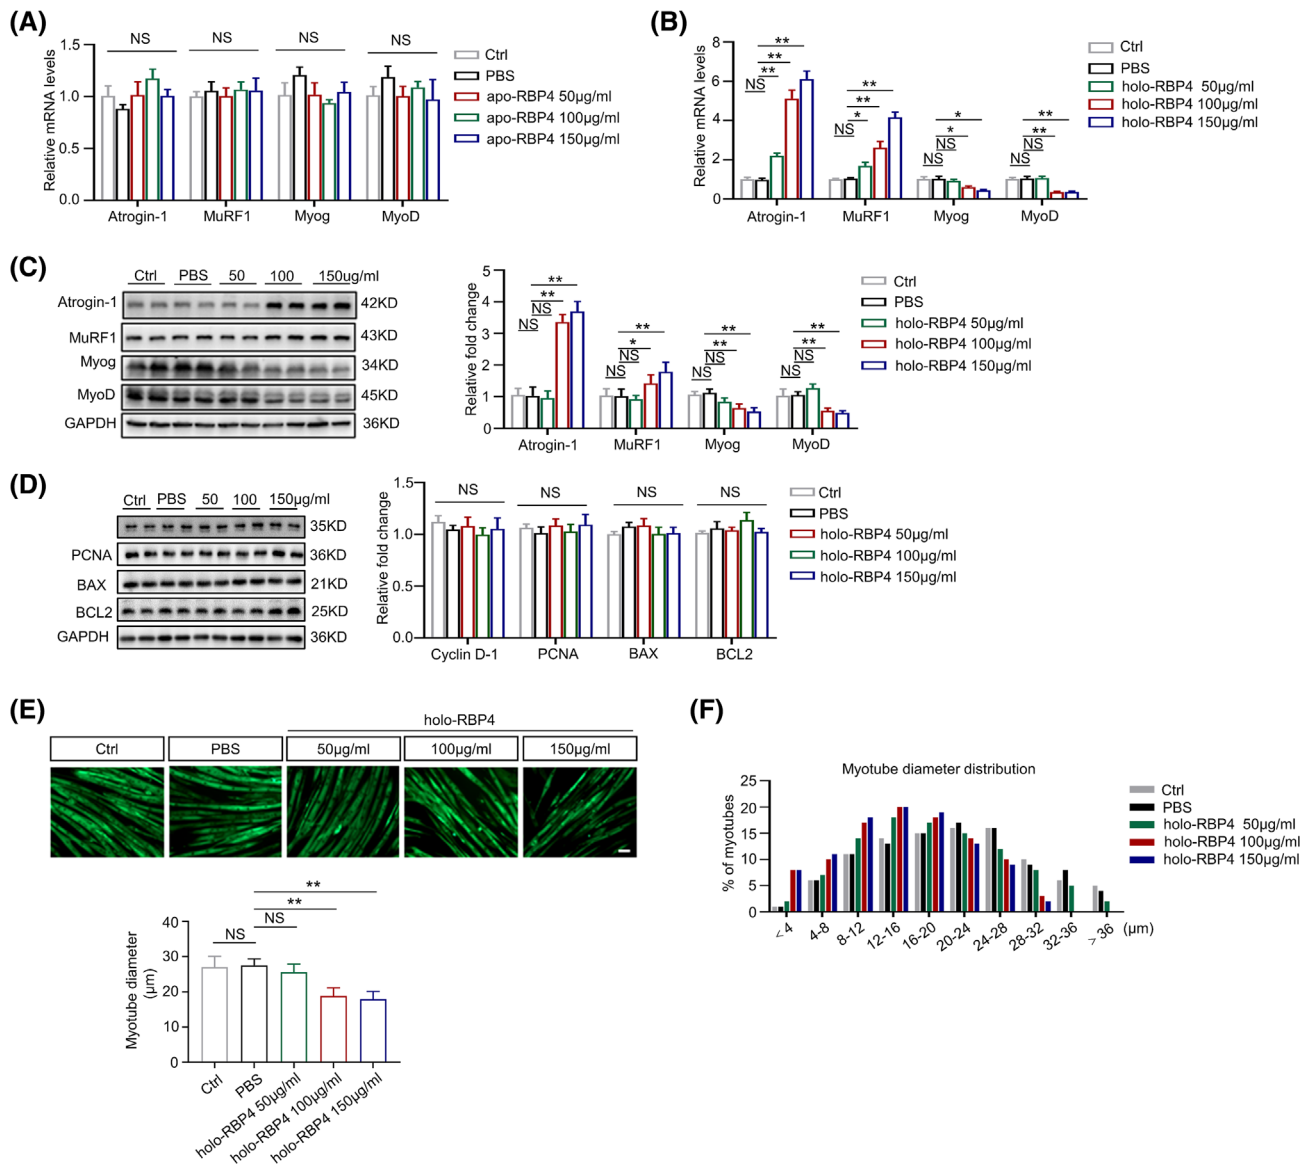 (A)
Relative mRNA levels
1.5
1.0
0.5
0.0
NS NS NS NS
Atrogin-1 MuRF1 Myog MyoD
Ctrl
PBS
apo-RBP4 50μg/ml
apo-RBP4 100μg/ml
apo-RBP4 150μg/ml
(B)
Relative mRNA levels
8
6
4
2
0
**
**
**
NS
**
**
*
NS
*
*
NS
NS
**
**
NS
NS
Atrogin-1 MuRF1 Myog MyoD
Ctrl
PBS
holo-RBP4 50μg/ml
holo-RBP4 100μg/ml
holo-RBP4 150μg/ml
(C)
Ctrl PBS 50 100 150ug/ml
Atrogin-1 42KD
MuRF1 43KD
Myog 34KD
MyoD 45KD
GAPDH 36KD
Relative fold change
5
4
3
2
1
0
**
**
NS
NS
**
*
NS
NS
**
**
NS
NS
**
**
NS
NS
Atrogin-1 MuRF1 Myog MyoD
Ctrl
PBS
holo-RBP4 50μg/ml
holo-RBP4 100μg/ml
holo-RBP4 150μg/ml
(D)
Ctrl PBS 50 100 150μg/ml
35KD
PCNA 36KD
BAX 21KD
BCL2 25KD
GAPDH 36KD
Relative fold change
1.5
1.0
0.5
0.0
NS NS NS NS
Cyclin D-1 PCNA BAX BCL2
Ctrl
PBS
holo-RBP4 50μg/ml
holo-RBP4 100μg/ml
holo-RBP4 150μg/ml
(E)
holo-RBP4
Ctrl PBS 50μg/ml 100μg/ml 150μg/ml
Myotube diameter
(μm)
40
30
20
10
0
**
**
NS
NS
Ctrl
PBS
holo-RBP4 50μg/ml
holo-RBP4 100μg/ml
holo-RBP4 150μg/ml
(F)
Myotube diameter distribution
% of myotubes
25
20
15
10
5
0
<4 4-8 8-12 12-16 16-20 20-24 24-28 28-32 32-36 >36 (μm)
Ctrl
PBS
holo-RBP4 50μg/ml
holo-RBP4 100μg/ml
holo-RBP4 150μg/ml